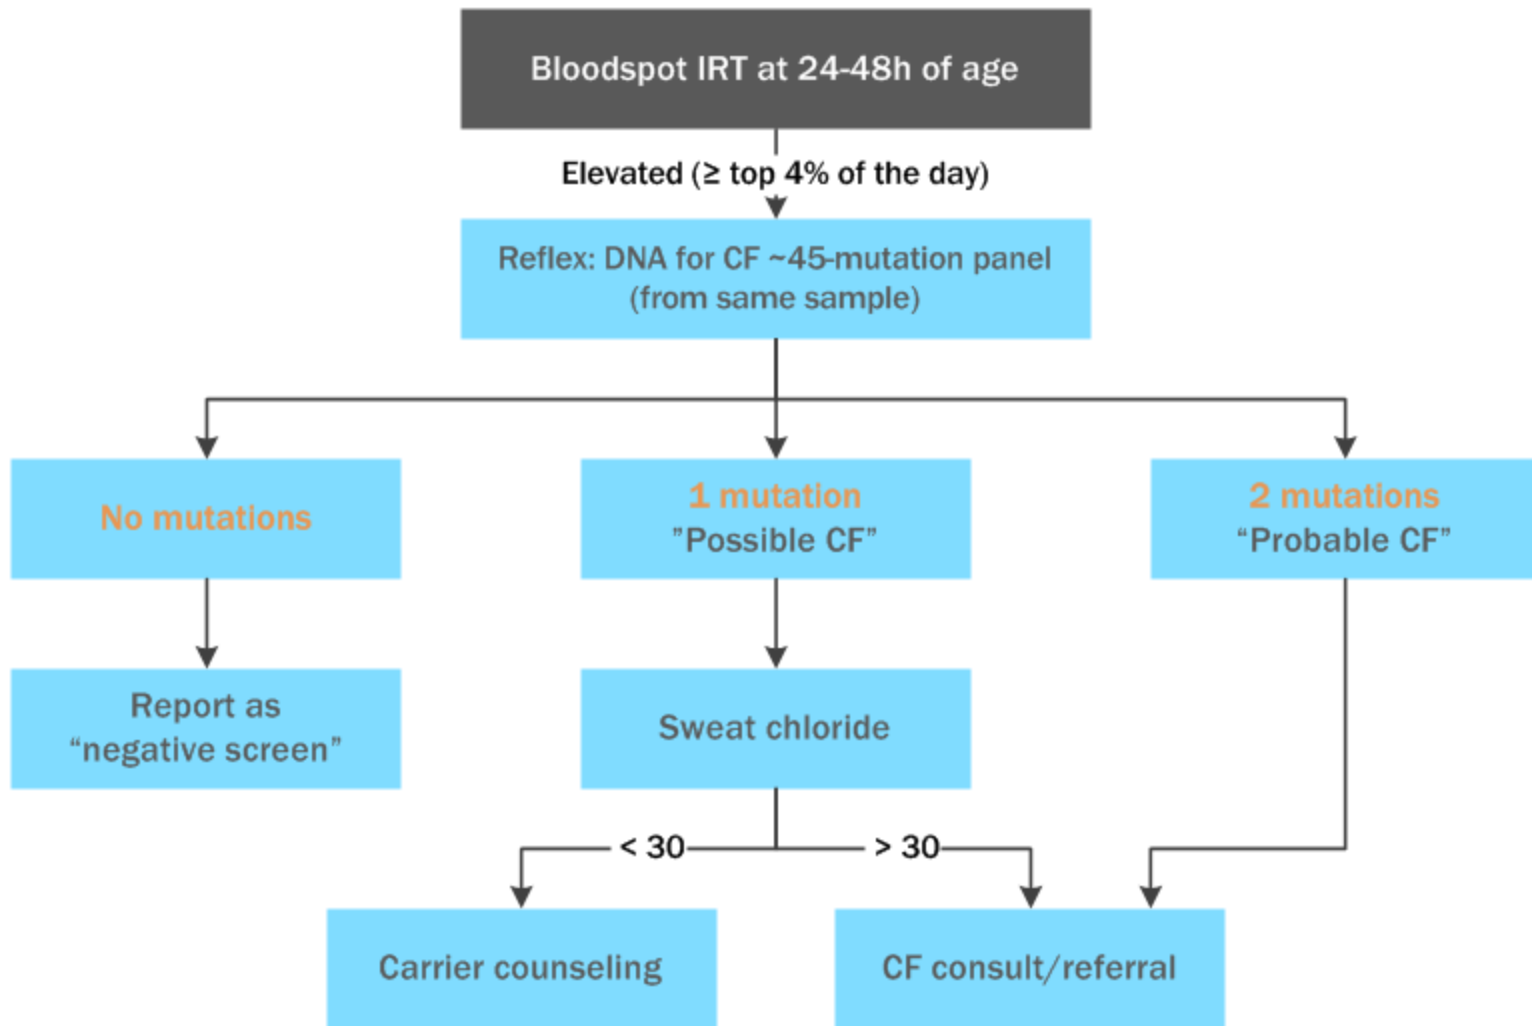 Bloodspot IRT at 24-48h of age
Elevated (≥ top 4% of the day)
Reflex: DNA for CF ~45-mutation panel
(from same sample)
No mutations
1 mutation
”Possible CF”
2 mutations
“Probable CF”
Report as
“negative screen”
Sweat chloride
< 30
> 30
Carrier counseling
CF consult/referral